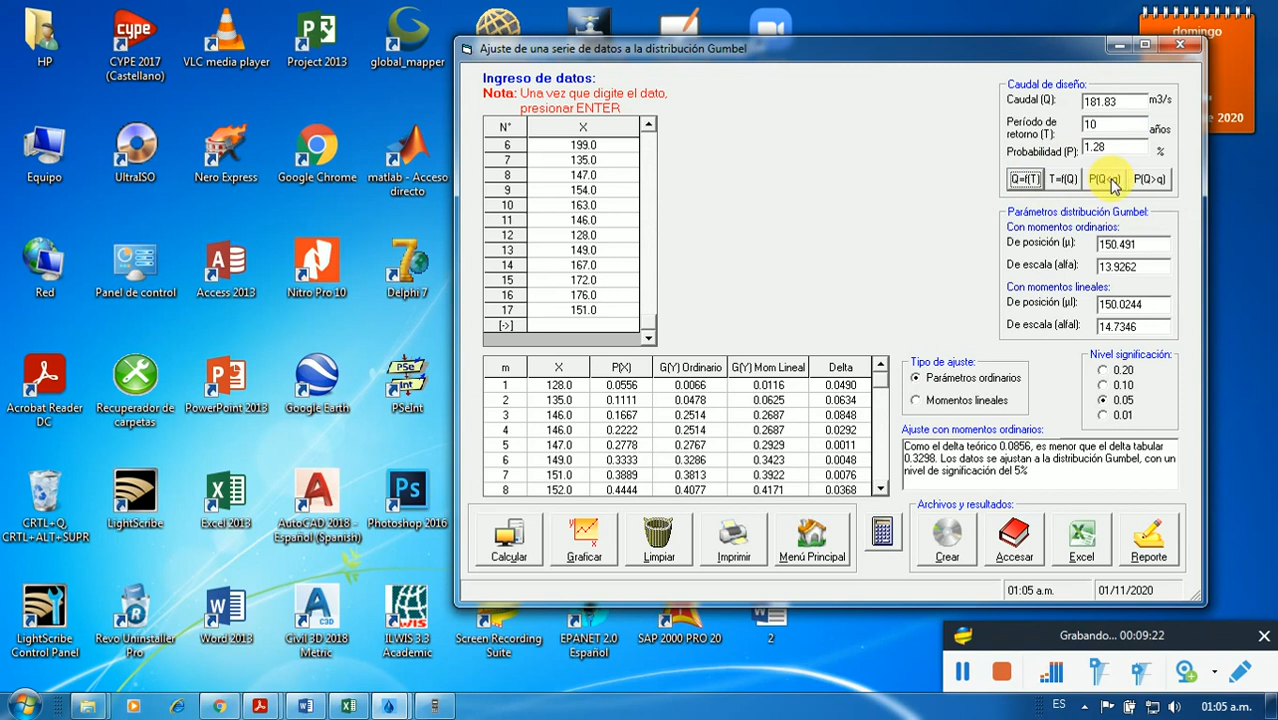 HP
CYPE 2017
(Castellano)
VLC media player
Project 2013
global_mapper
domingo
e 2020
Equipo
UltraISO
Nero Express
Google Chrome
matlab - Acceso
directo
Red
Panel de control
Access 2013
Nitro Pro 10
Delphi 7
Acrobat Reader
DC
Recuperador de
carpetas
PowerPoint 2013
Google Earth
PSeInt
CRTL+Q,
CRTL+ALT+SUPR
LightScribe
Excel 2013
AutoCAD 2018 -
Español (Spanish)
Photoshop 2016
LightScribe
Control Panel
Revo Uninstaller
Pro
Word 2013
Civil 3D 2018
Metric
ILWIS 3.3
Academic
Screen Recording
Suite
EPANET 2.0
Español
SAP 2000 PRO 20
2
Ajuste de una serie de datos a la distribución Gumbel
Ingreso de datos:
Nota: Una vez que digite el dato,
presionar ENTER
N° X
6 199.0
7 135.0
8 147.0
9 154.0
10 163.0
11 146.0
12 128.0
13 149.0
14 167.0
15 172.0
16 176.0
17 151.0
[->]
Caudal de diseño:
Caudal (Q): 181.83 m3/s
Período de
retorno (T): 10 años
Probabilidad (P): 1.28 %
Q=f(T) T=f(Q) P(Q<q) P(Q>q)
Parámetros distribución Gumbel:
Con momentos ordinarios:
De posición (µ): 150.491
De escala (alfa): 13.9262
Con momentos lineales:
De posición (µl): 150.0244
De escala (alfal): 14.7346
m X P(X) G(Y) Ordinario G(Y) Mom Lineal Delta
1 128.0 0.0556 0.0066 0.0116 0.0490
2 135.0 0.1111 0.0478 0.0625 0.0634
3 146.0 0.1667 0.2514 0.2687 0.0848
4 146.0 0.2222 0.2514 0.2687 0.0292
5 147.0 0.2778 0.2767 0.2929 0.0011
6 149.0 0.3333 0.3286 0.3423 0.0048
7 151.0 0.3889 0.3813 0.3922 0.0076
8 152.0 0.4444 0.4077 0.4171 0.0368
Tipo de ajuste:
Parámetros ordinarios
Momentos lineales
Nivel significación:
0.20
0.10
0.05
0.01
Ajuste con momentos ordinarios:
Como el delta teórico 0.0856, es menor que el delta tabular
0.3298. Los datos se ajustan a la distribución Gumbel, con un
nivel de significación del 5%
Calcular
Graficar
Limpiar
Imprimir
Menú Principal
Archivos y resultados:
Crear
Accesar
Excel
Reporte
01:05 a.m. 01/11/2020
Grabando... 00:09:22
ES
01:05 a.m.